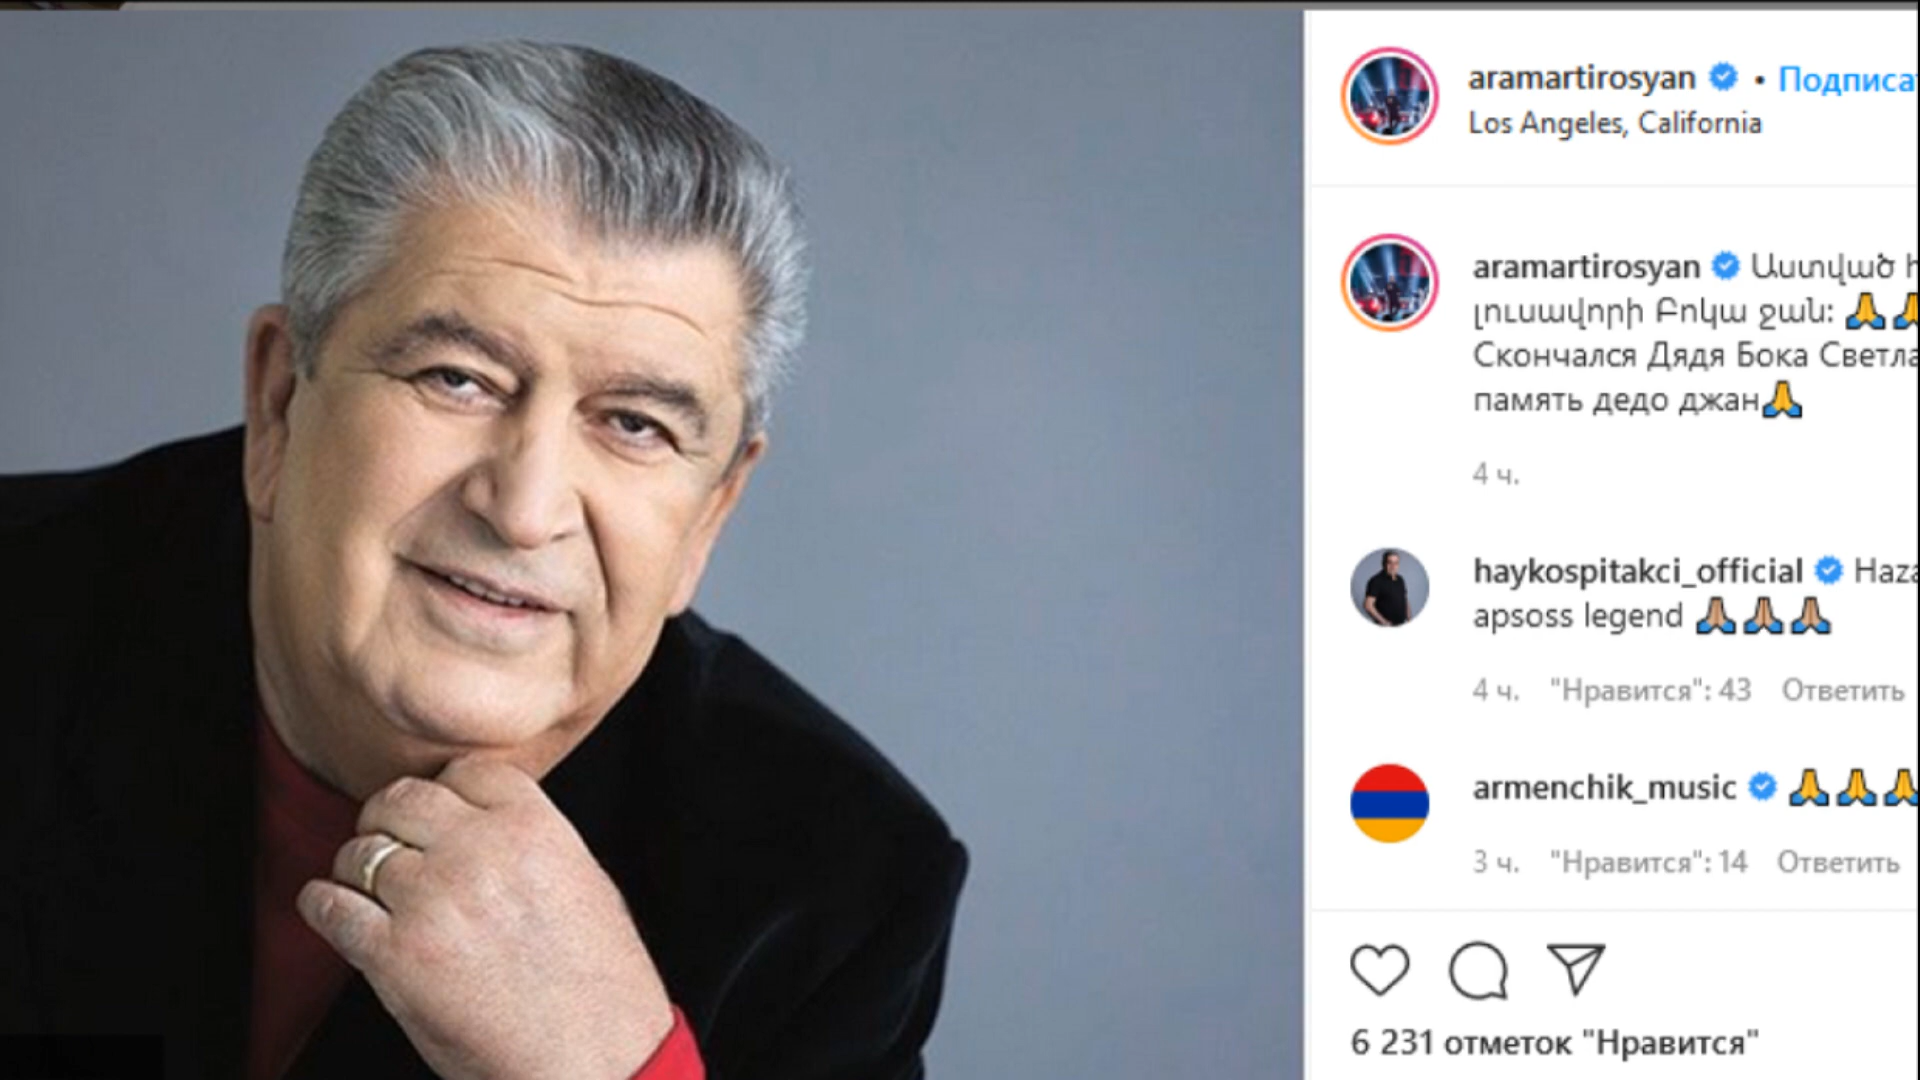 aramartirosyan • Подписа
Los Angeles, California
aramartirosyan Աստված
լուսավորի Բոկա ջան:
Скончался Дядя Бока Светла
память дедо джан
4 ч.
haykospitakci_official Haza
apsoss legend
4 ч. "Нравится": 43 Ответить
armenchik_music
3 ч. "Нравится": 14 Ответить
6 231 отметок "Нравится"